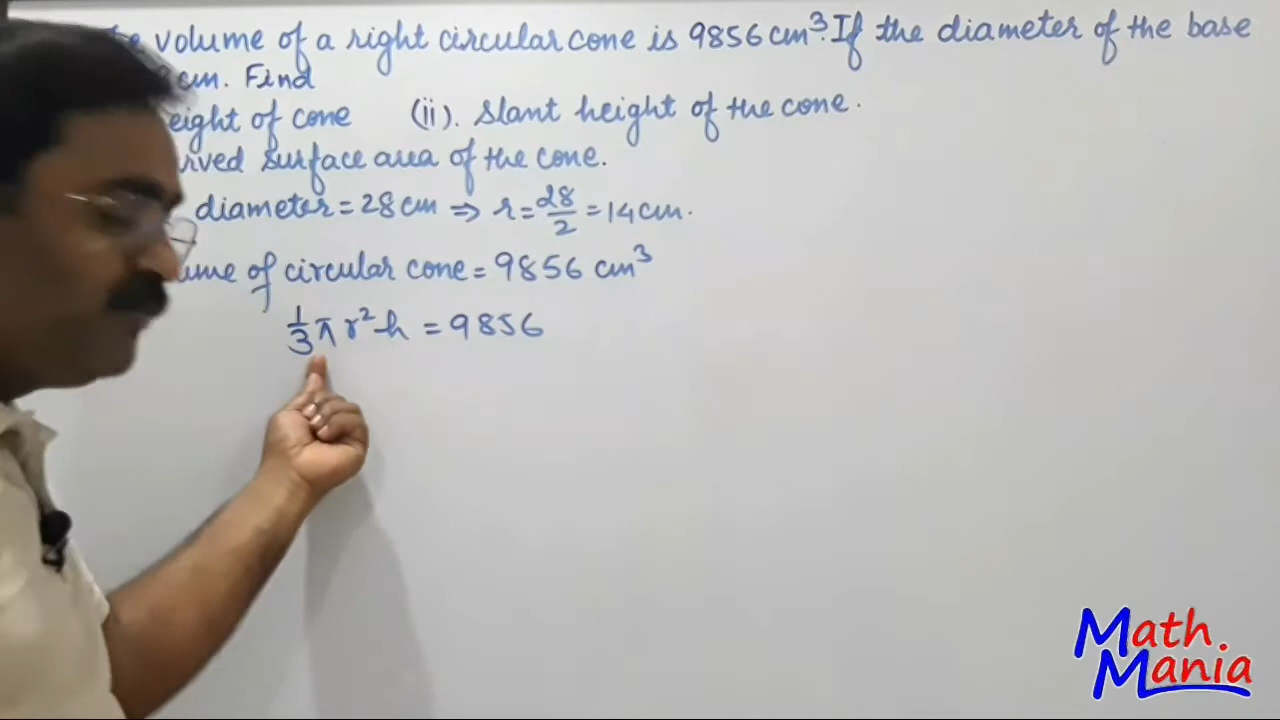 volume of a right circular cone is 9856 cm³. If the diameter of the base
cm. Find
eight of cone (ii). Slant height of the cone.
rved surface area of the cone.
diameter = 28 cm ⇒ r = 28/2 = 14 cm.
ume of circular cone = 9856 cm³
1/3 π r² h = 9856
Math Mania